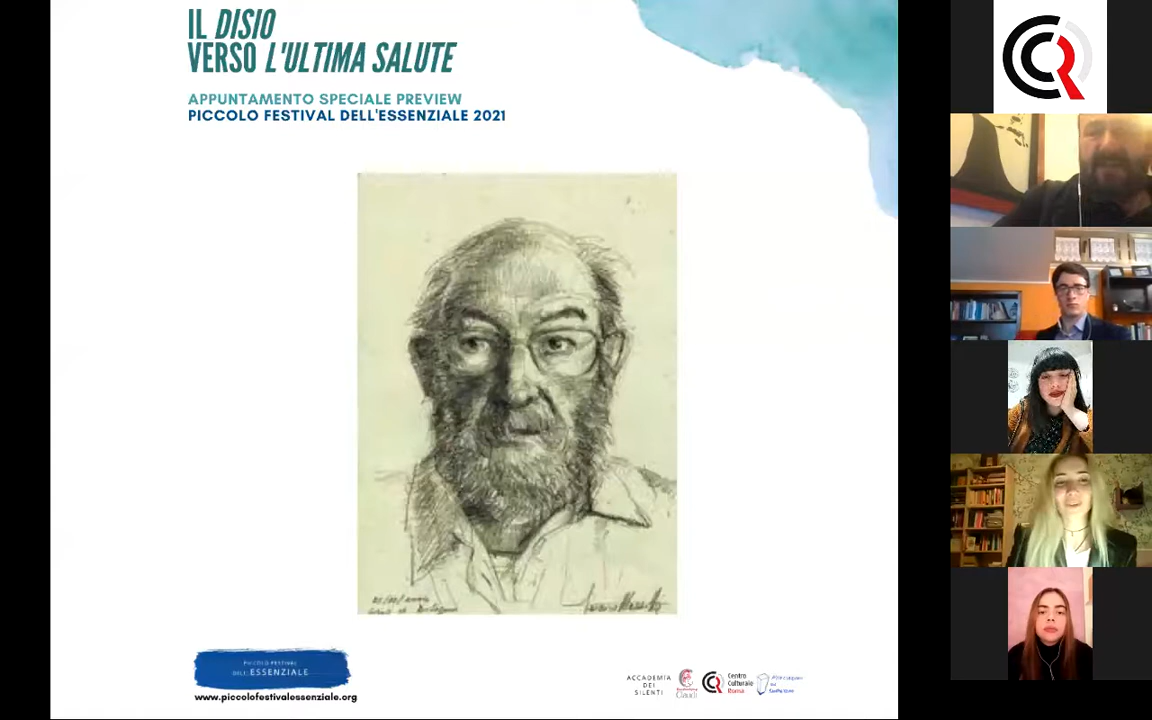 IL DISIO
VERSO L'ULTIMA SALUTE
APPUNTAMENTO SPECIALE PREVIEW
PICCOLO FESTIVAL DELL'ESSENZIALE 2021
PICCOLO FESTIVAL
DELL'ESSENZIALE
www.piccolofestivalessenziale.org
ACCADEMIA
DEI
SILENTI
Claudi
Centro
Culturale
Roma